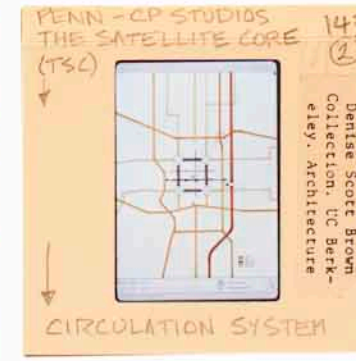 PENN - CP STUDIOS
THE SATELLITE CORE
(TSC)
Denise Scott Brown
Collection. UC Berk-
eley. Architecture
CIRCULATION SYSTEM